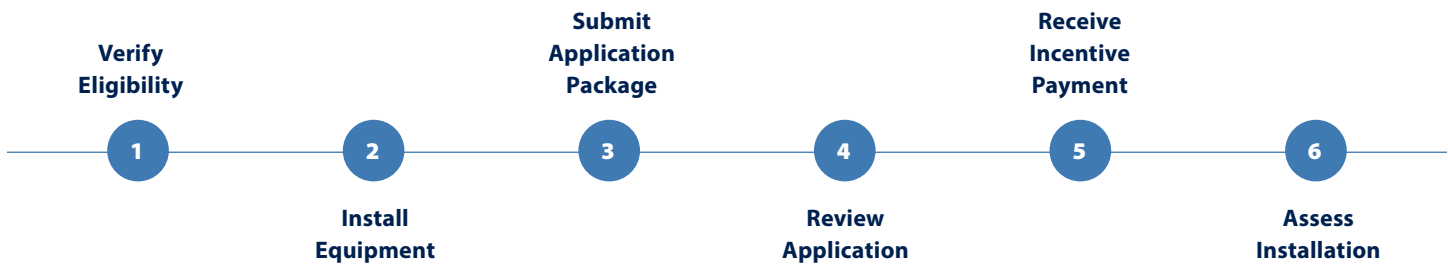 Verify
Eligibility
1
2
Install
Equipment
Submit
Application
Package
3
4
Review
Application
Receive
Incentive
Payment
5
6
Assess
Installation